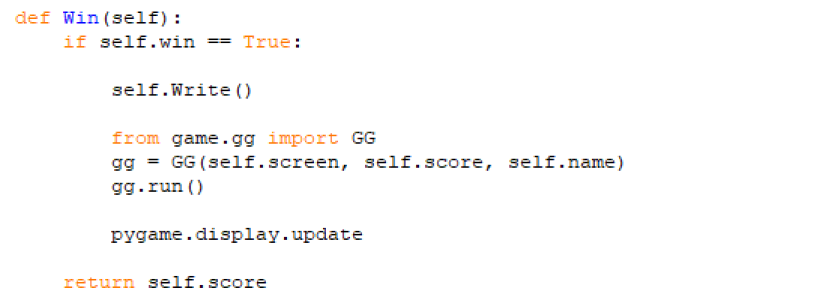 def Win(self):
    if self.win == True:
        self.Write()
        from game.gg import GG
        gg = GG(self.screen, self.score, self.name)
        gg.run()
        pygame.display.update
    return self.score